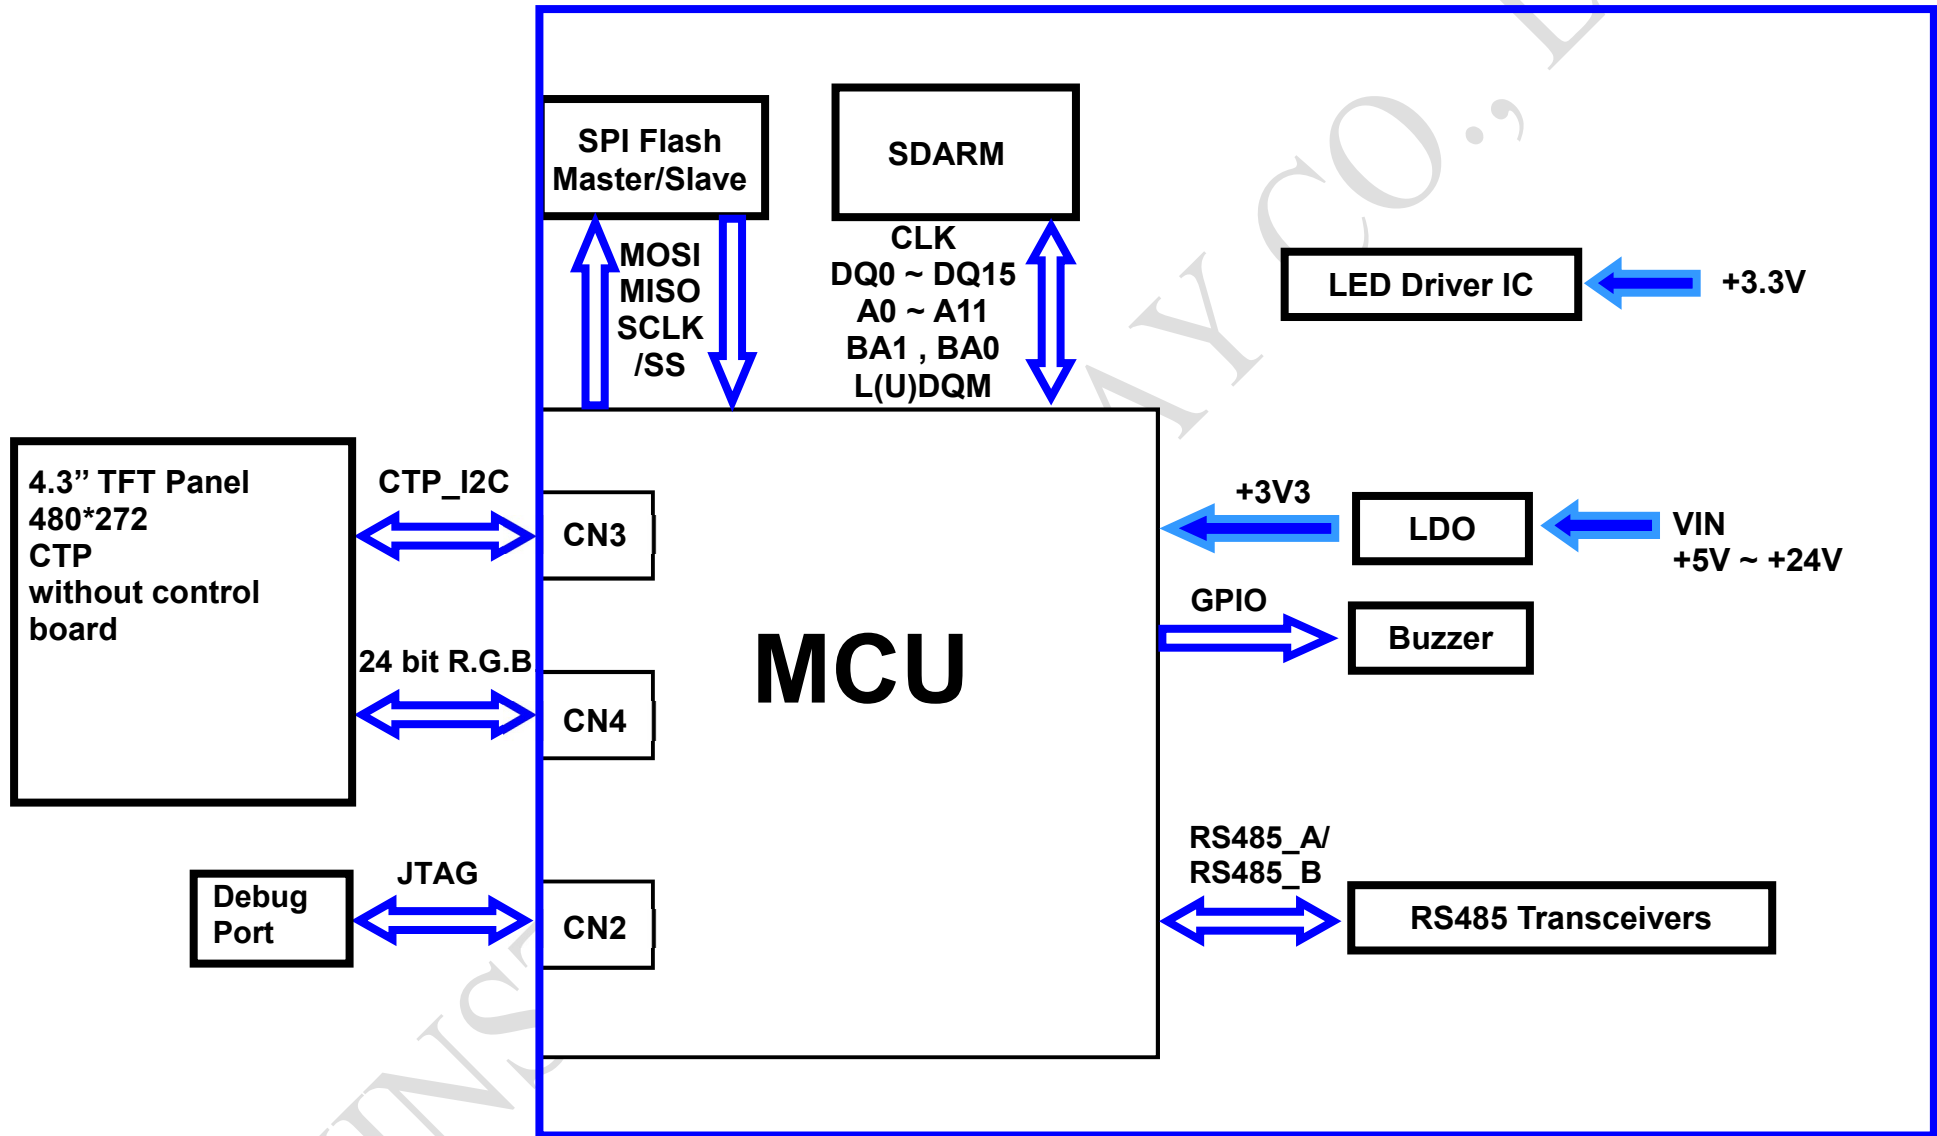 SPI Flash
Master/Slave
SDARM
MOSI
MISO
SCLK
/SS
CLK
DQ0 ~ DQ15
A0 ~ A11
BA1 , BA0
L(U)DQM
LED Driver IC
+3.3V
4.3’’ TFT Panel
480*272
CTP
without control
board
CTP_I2C
CN3
24 bit R.G.B
CN4
MCU
+3V3
LDO
VIN
+5V ~ +24V
GPIO
Buzzer
Debug
Port
JTAG
CN2
RS485_A/
RS485_B
RS485 Transceivers
AY CO.,